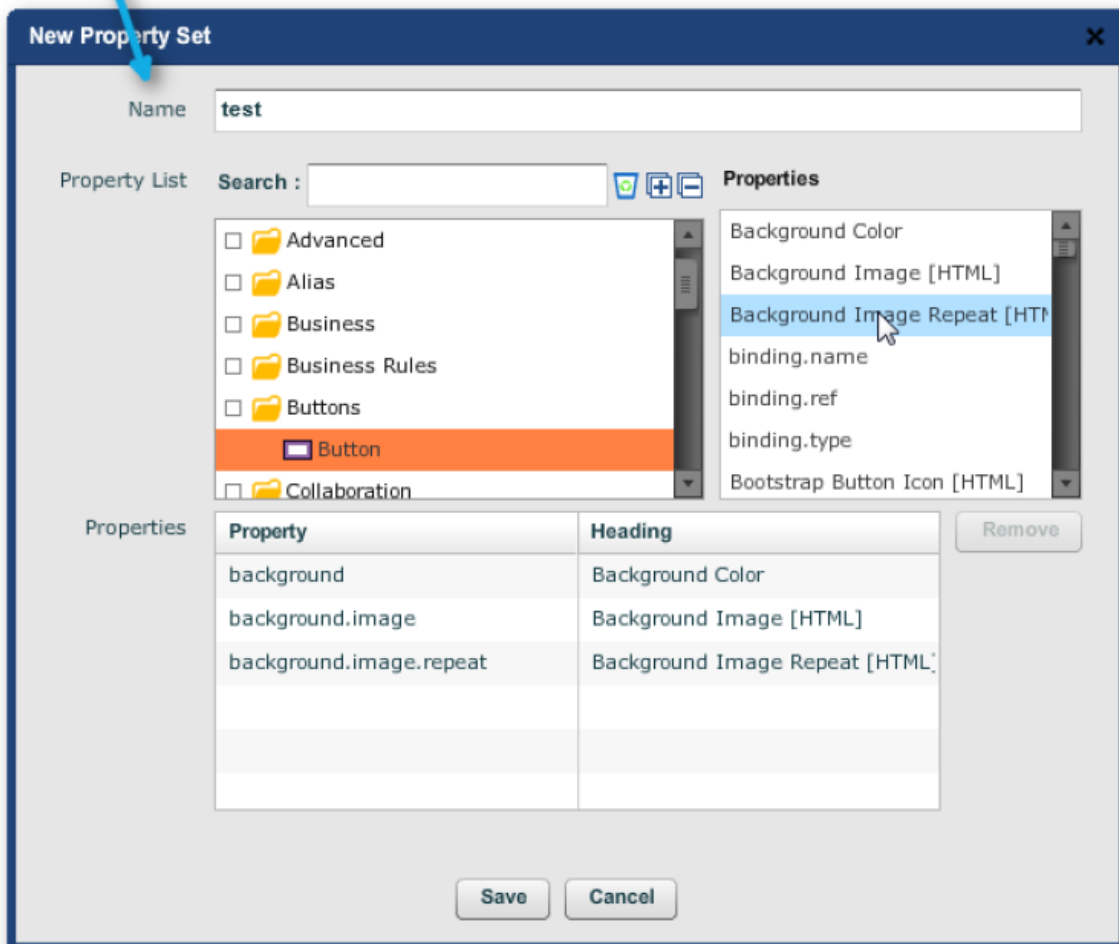 New Property Set
Name test
Property List Search : Properties
Advanced
Alias
Business
Business Rules
Buttons
Button
Collaboration
Background Color
Background Image [HTML]
Background Image Repeat [HTM
binding.name
binding.ref
binding.type
Bootstrap Button Icon [HTML]
Properties Property Heading Remove
background Background Color
background.image Background Image [HTML]
background.image.repeat Background Image Repeat [HTML]
Save Cancel